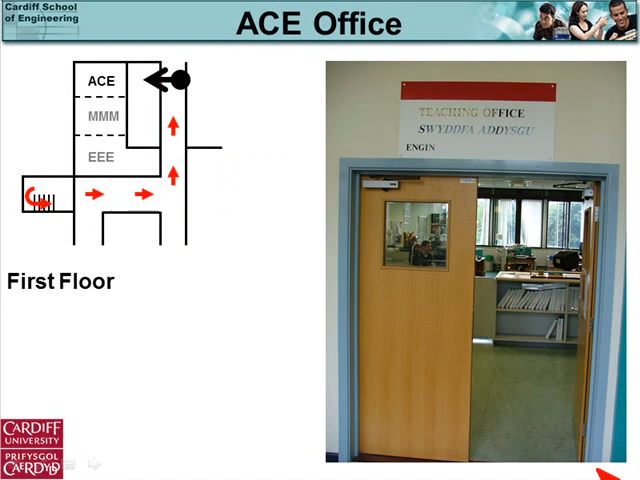 Cardiff School
of Engineering
ACE Office
ACE
MMM
EEE
First Floor
TEACHING OFFICE
SWYDDFA ADDYSGU
ENGIN
CARDIFF
UNIVERSITY
PRIFYSGOL
CAERDYD